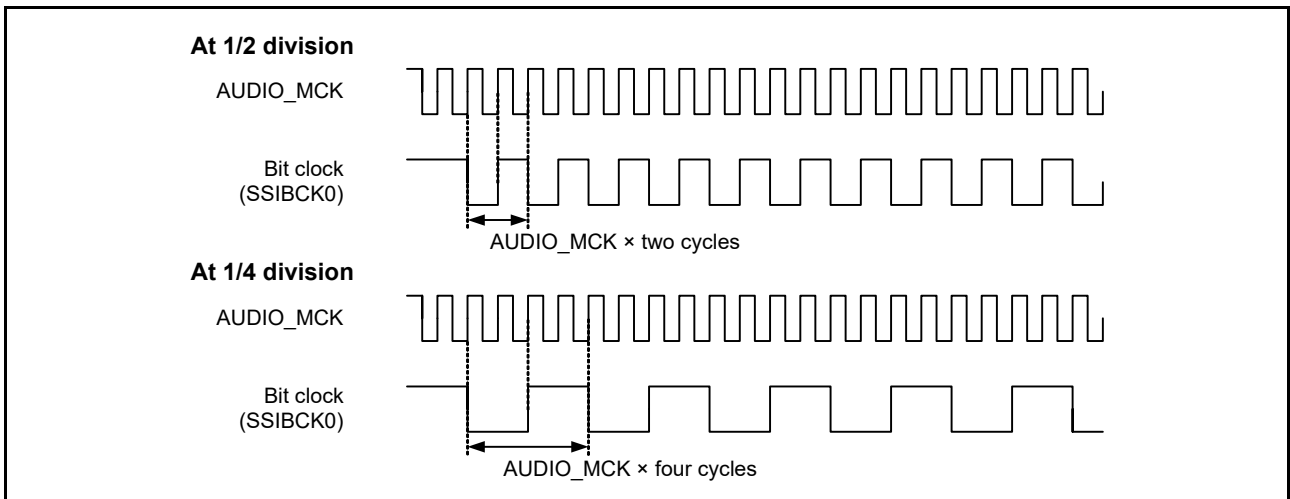 At 1/2 division
AUDIO_MCK
Bit clock
(SSIBCK0)
AUDIO_MCK × two cycles
At 1/4 division
AUDIO_MCK
Bit clock
(SSIBCK0)
AUDIO_MCK × four cycles